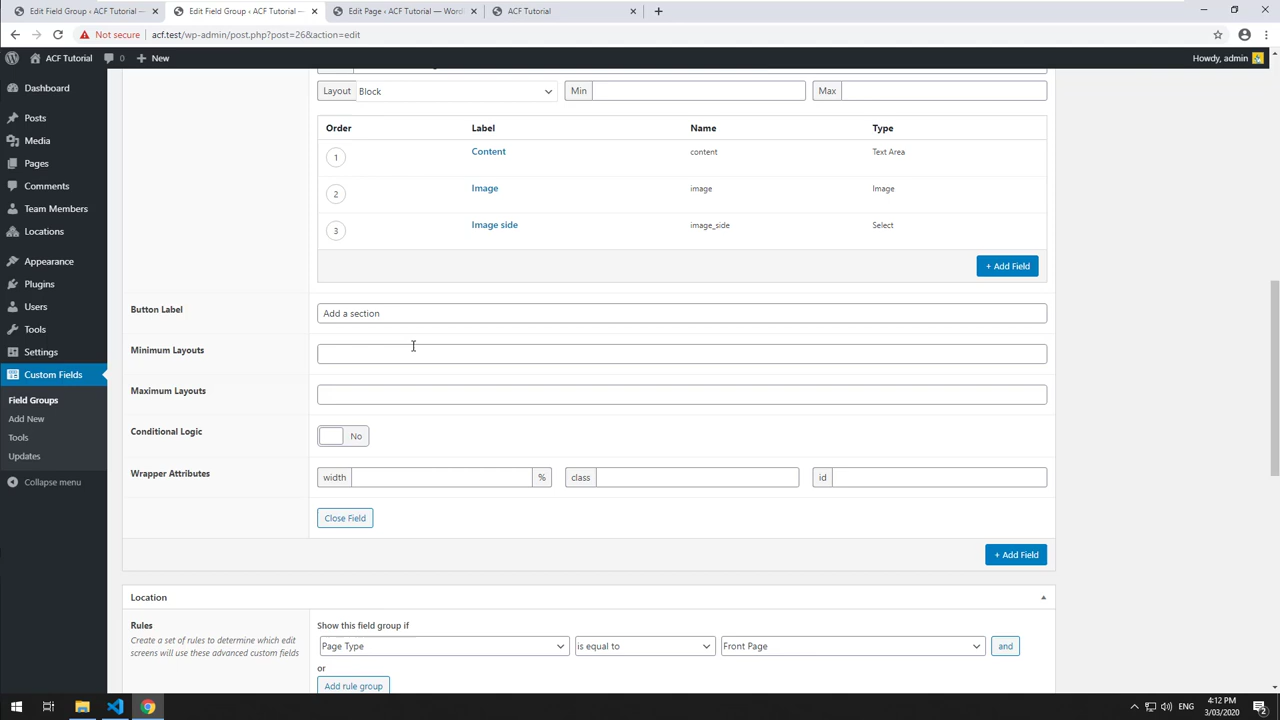 Edit Field Group ‹ ACF Tutorial —
Edit Field Group ‹ ACF Tutorial —
Edit Page ‹ ACF Tutorial — Word
ACF Tutorial
Not secure
acf.test/wp-admin/post.php?post=26&action=edit
ACF Tutorial
0
New
Howdy, admin
Dashboard
Posts
Media
Pages
Comments
Team Members
Locations
Appearance
Plugins
Users
Tools
Settings
Custom Fields
Field Groups
Add New
Tools
Updates
Collapse menu
Layout
Block
Min
Max
Order
Label
Name
Type
1
Content
content
Text Area
2
Image
image
Image
3
Image side
image_side
Select
+ Add Field
Button Label
Add a section
Minimum Layouts
Maximum Layouts
Conditional Logic
No
Wrapper Attributes
width
%
class
id
Close Field
+ Add Field
Location
Rules
Create a set of rules to determine which edit
screens will use these advanced custom fields
Show this field group if
Page Type
is equal to
Front Page
and
or
Add rule group
ENG
4:12 PM
3/03/2020
2